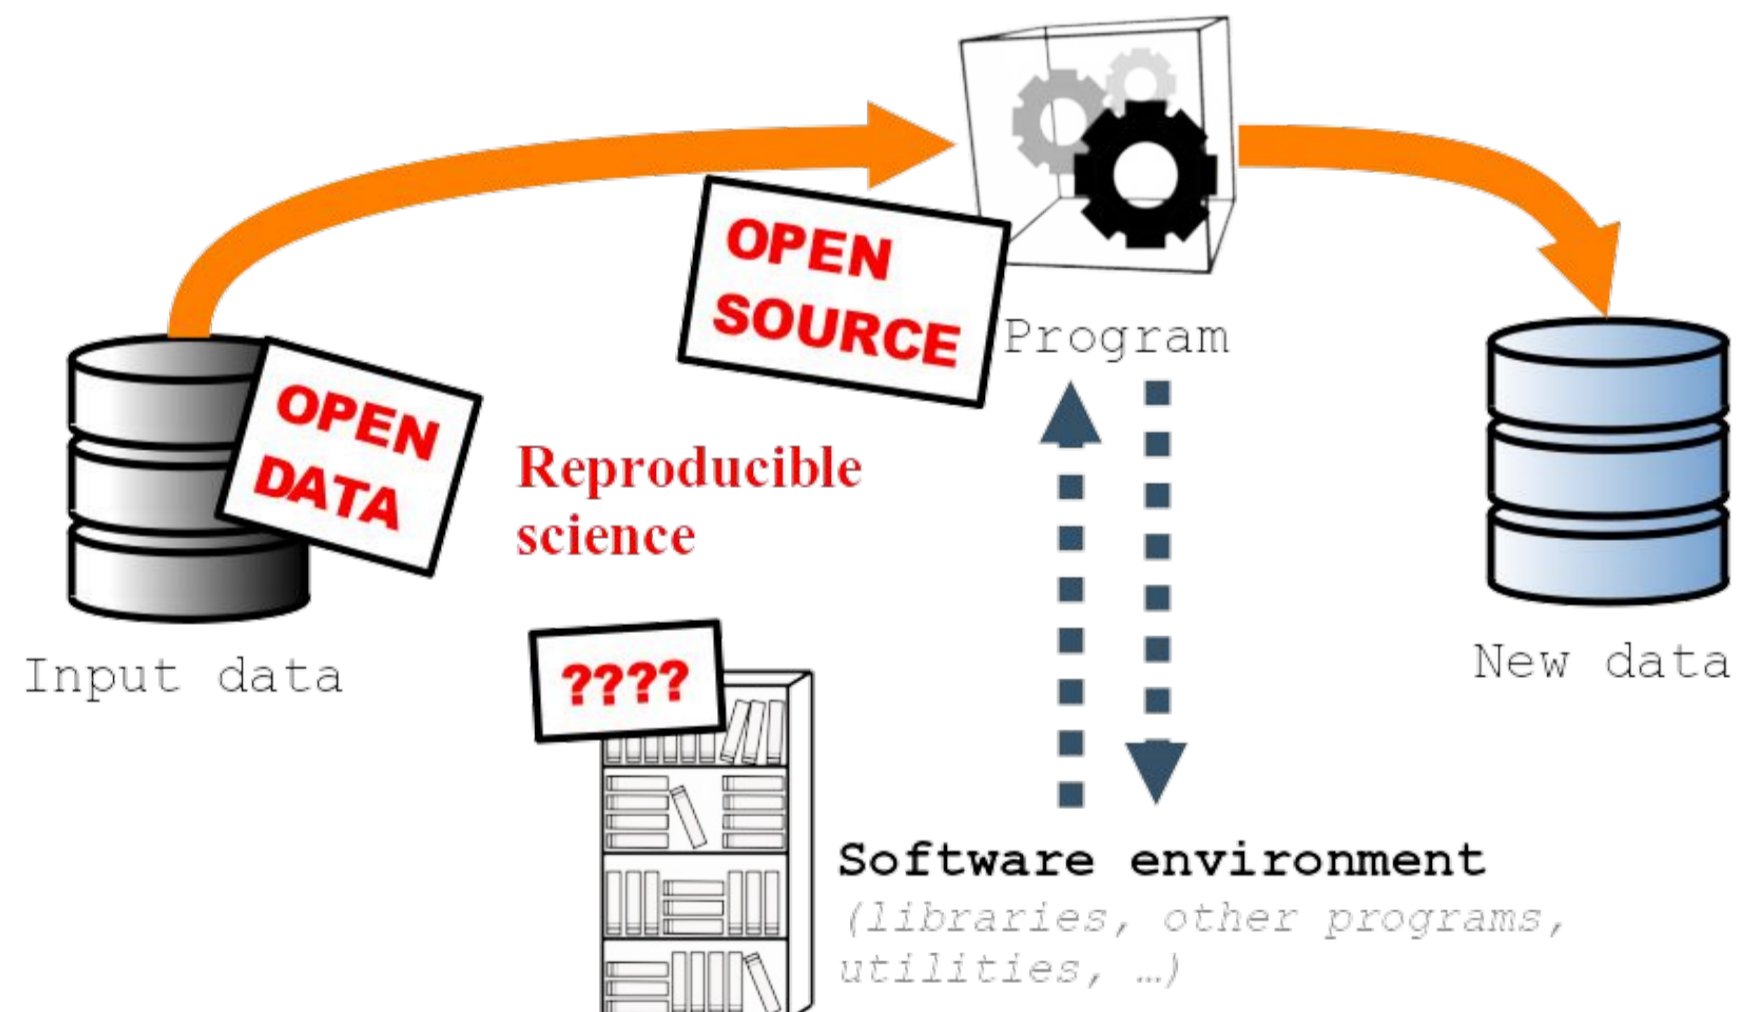 OPEN
SOURCE
Program
OPEN
DATA
Reproducible
science
Input data
New data
????
Software environment
(libraries, other programs,
utilities, …)